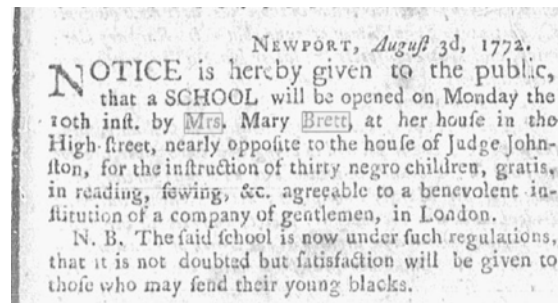 NEWPORT, Auguſt 3d, 1772.
NOTICE is hereby given to the public,
that a SCHOOL will be opened on Monday the
10th inſt. by Mrs. Mary Brett, at her houſe in the
High-ſtreet, nearly oppoſite to the houſe of Judge John-
ſton, for the inſtruction of thirty negro children, gratis,
in reading, ſewing, &c. agreeable to a benevolent in-
ſtitution of a company of gentlemen, in London.
N. B. The ſaid ſchool is now under ſuch regulations,
that it is not doubted but ſatisfaction will be given to
thoſe who may ſend their young blacks.